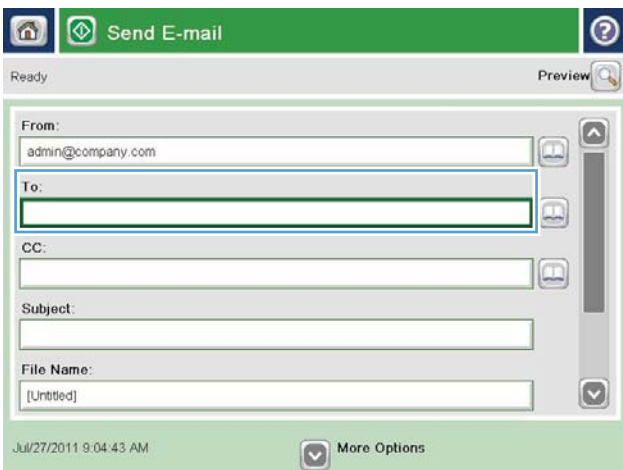 Send E-mail
?
Ready
Preview
From:
admin@company.com
To:
CC:
Subject:
File Name:
[Untitled]
Jul/27/2011 9:04:43 AM
More Options